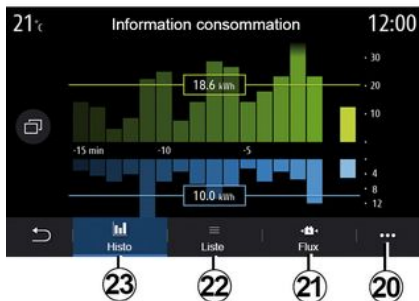 21°c Information consommation 12:00
30
18.6 kWh 20
10
-15 min -10 -5
4
8
10.0 kWh 12
Histo Liste Flux
23 22 21 20